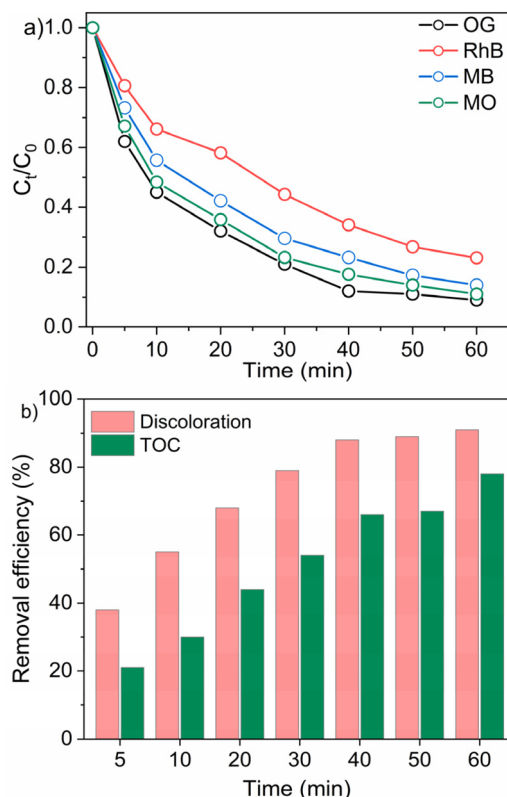 a)
OG
RhB
MB
MO
Cₜ/C₀
1.0
0.8
0.6
0.4
0.2
0.0
0 10 20 30 40 50 60
Time (min)
b)
Discoloration
TOC
Removal efficiency (%)
100
80
60
40
20
0
5 10 20 30 40 50 60
Time (min)